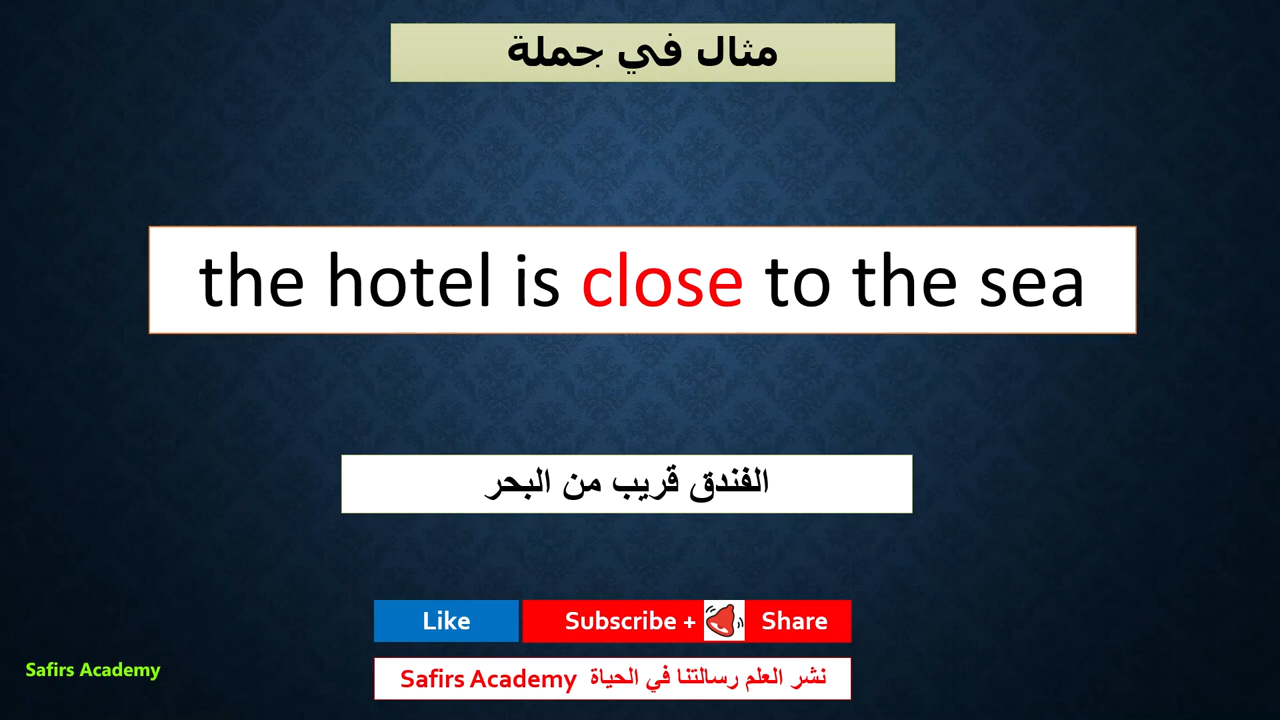 مثال في جملة
the hotel is close to the sea
الفندق قريب من البحر
Like Subscribe + Share
Safirs Academy نشر العلم رسالتنا في الحياة
Safirs Academy